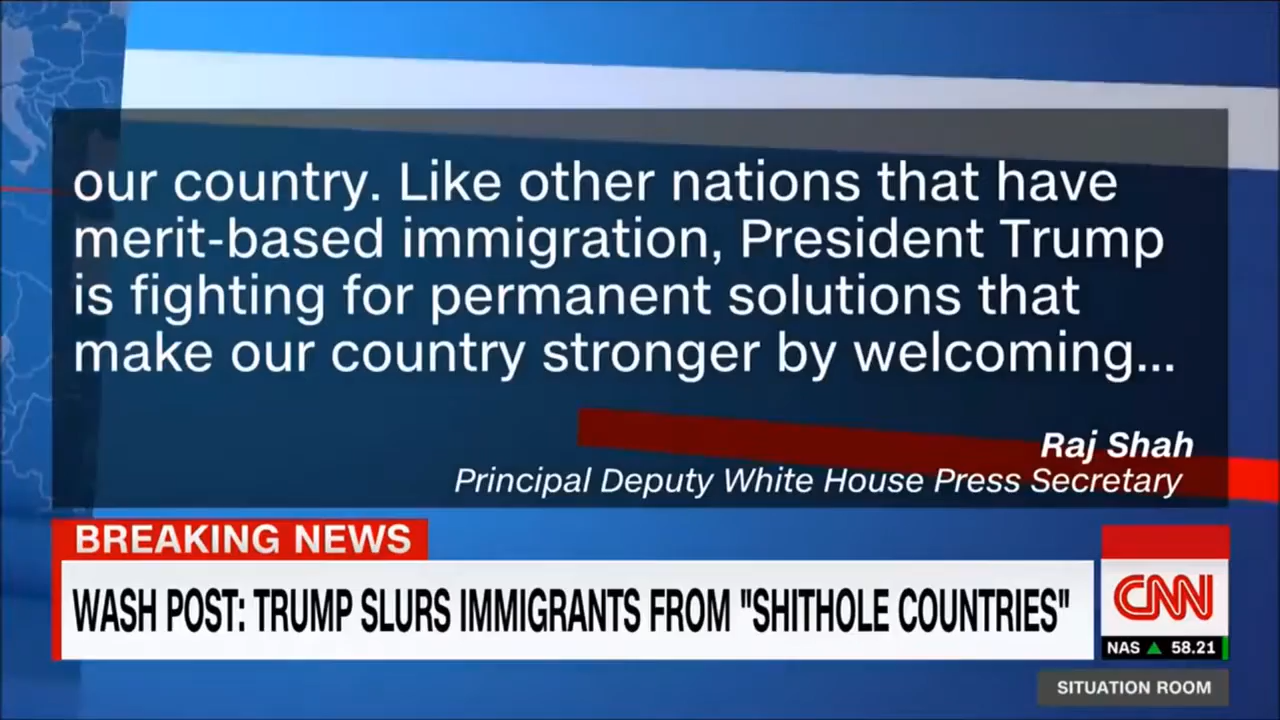 our country. Like other nations that have
merit-based immigration, President Trump
is fighting for permanent solutions that
make our country stronger by welcoming...
Raj Shah
Principal Deputy White House Press Secretary
BREAKING NEWS
WASH POST: TRUMP SLURS IMMIGRANTS FROM "SHITHOLE COUNTRIES"
CNN
NAS ▲ 58.21
SITUATION ROOM